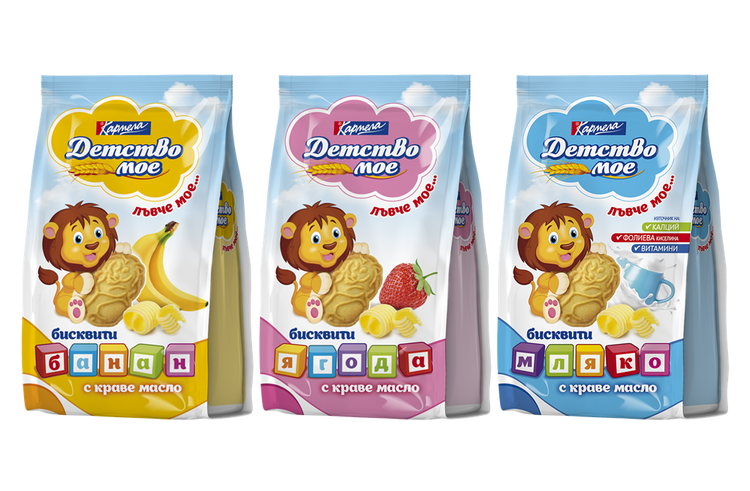 Кармела
Детство
мое
лъвче мое...
бисквити
банан
с краве масло
Кармела
Детство
мое
лъвче мое...
бисквити
ягода
с краве масло
Кармела
Детство
мое
лъвче мое...
ИЗТОЧНИК НА:
КАЛЦИЙ
ФОЛИЕВА КИСЕЛИНА
ВИТАМИНИ
бисквити
мляко
с краве масло